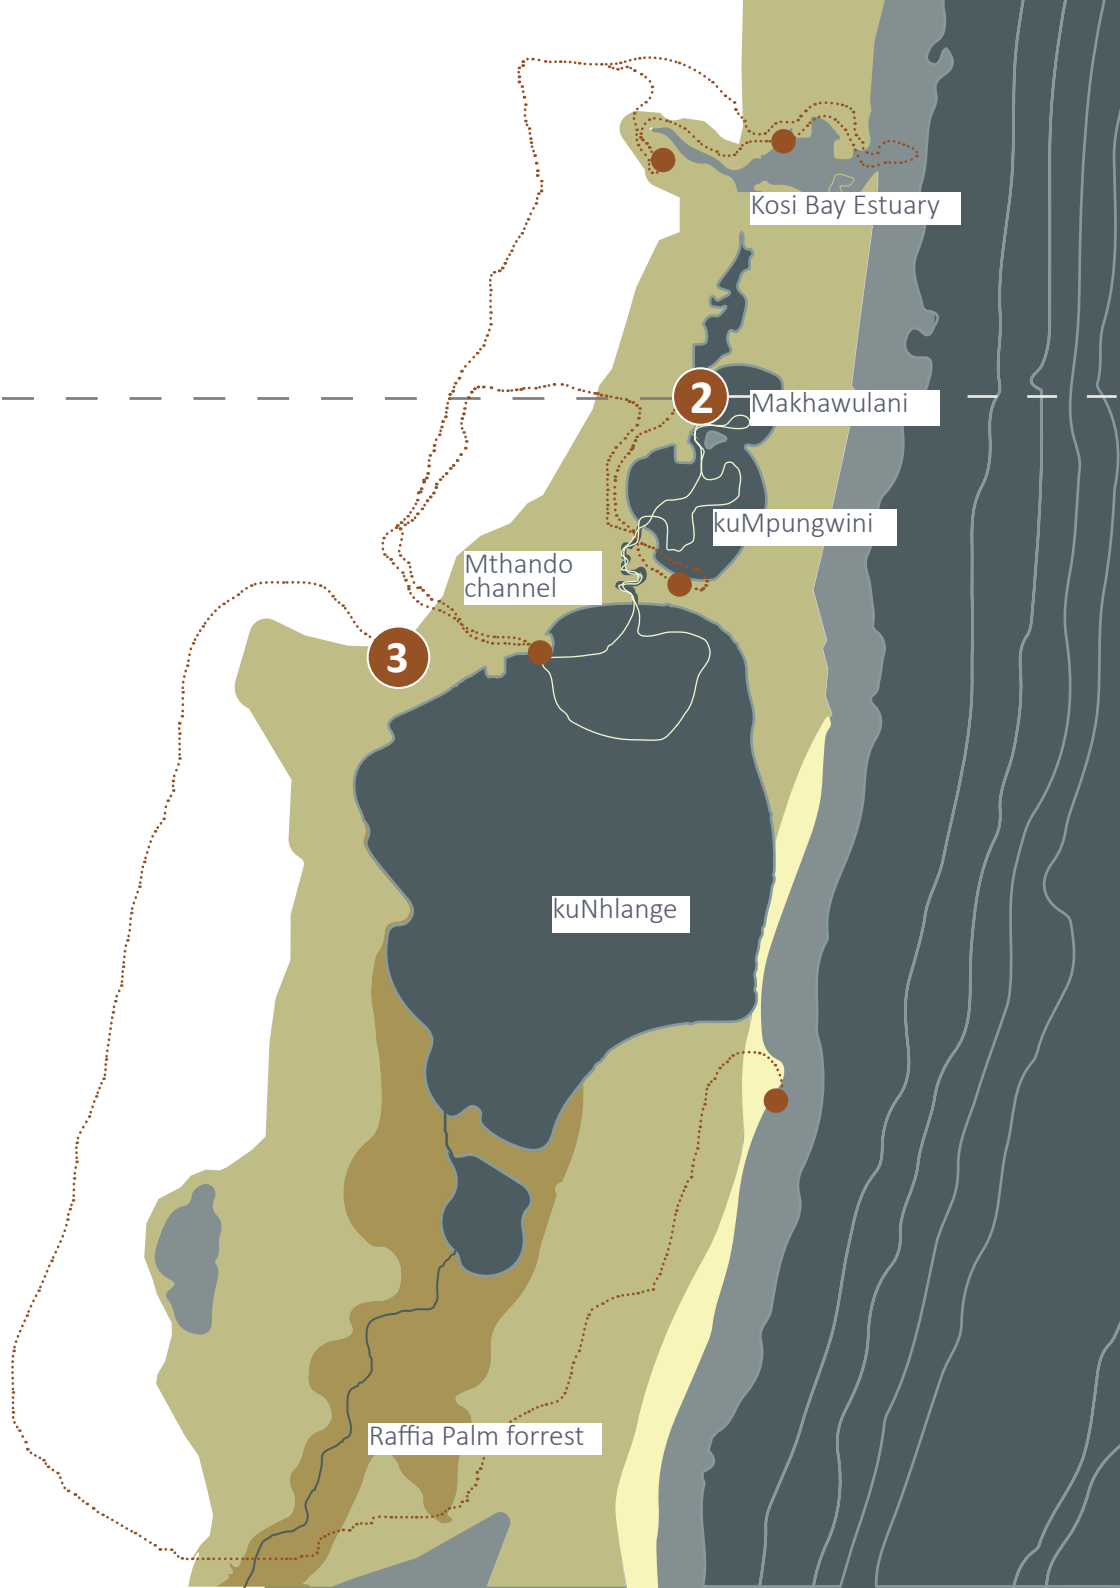 Kosi Bay Estuary
2
Makhawulani
kuMpungwini
Mthando
channel
3
kuNhlange
Raffia Palm forrest